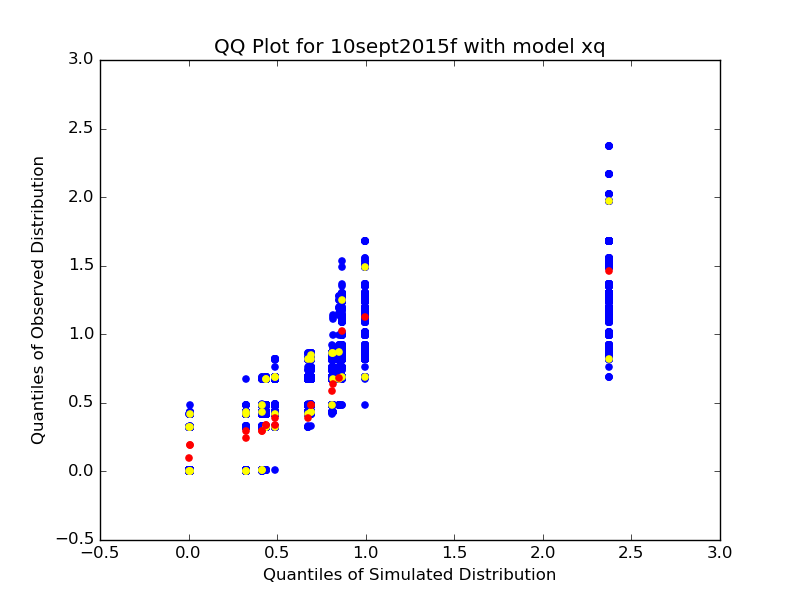 QQ Plot for 10sept2015f with model xq
3.0
2.5
2.0
1.5
1.0
0.5
0.0
−0.5
−0.5 0.0 0.5 1.0 1.5 2.0 2.5 3.0
Quantiles of Observed Distribution
Quantiles of Simulated Distribution